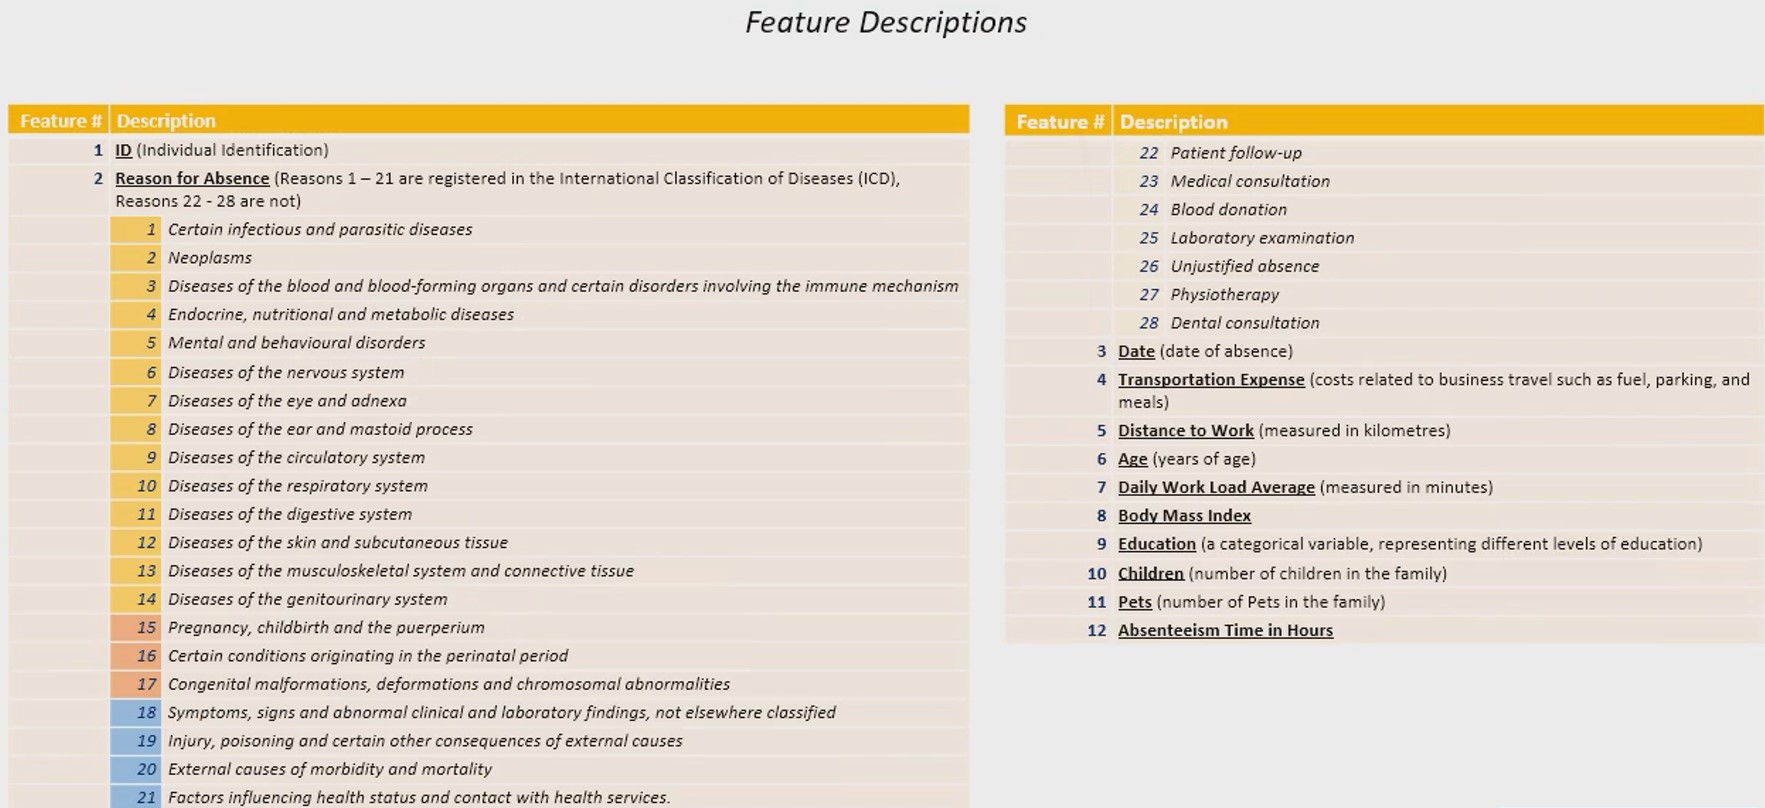 Feature Descriptions
Feature # Description
1 ID (Individual Identification)
2 Reason for Absence (Reasons 1 – 21 are registered in the International Classification of Diseases (ICD),
Reasons 22 - 28 are not)
1 Certain infectious and parasitic diseases
2 Neoplasms
3 Diseases of the blood and blood-forming organs and certain disorders involving the immune mechanism
4 Endocrine, nutritional and metabolic diseases
5 Mental and behavioural disorders
6 Diseases of the nervous system
7 Diseases of the eye and adnexa
8 Diseases of the ear and mastoid process
9 Diseases of the circulatory system
10 Diseases of the respiratory system
11 Diseases of the digestive system
12 Diseases of the skin and subcutaneous tissue
13 Diseases of the musculoskeletal system and connective tissue
14 Diseases of the genitourinary system
15 Pregnancy, childbirth and the puerperium
16 Certain conditions originating in the perinatal period
17 Congenital malformations, deformations and chromosomal abnormalities
18 Symptoms, signs and abnormal clinical and laboratory findings, not elsewhere classified
19 Injury, poisoning and certain other consequences of external causes
20 External causes of morbidity and mortality
21 Factors influencing health status and contact with health services.
Feature # Description
22 Patient follow-up
23 Medical consultation
24 Blood donation
25 Laboratory examination
26 Unjustified absence
27 Physiotherapy
28 Dental consultation
3 Date (date of absence)
4 Transportation Expense (costs related to business travel such as fuel, parking, and
meals)
5 Distance to Work (measured in kilometres)
6 Age (years of age)
7 Daily Work Load Average (measured in minutes)
8 Body Mass Index
9 Education (a categorical variable, representing different levels of education)
10 Children (number of children in the family)
11 Pets (number of Pets in the family)
12 Absenteeism Time in Hours